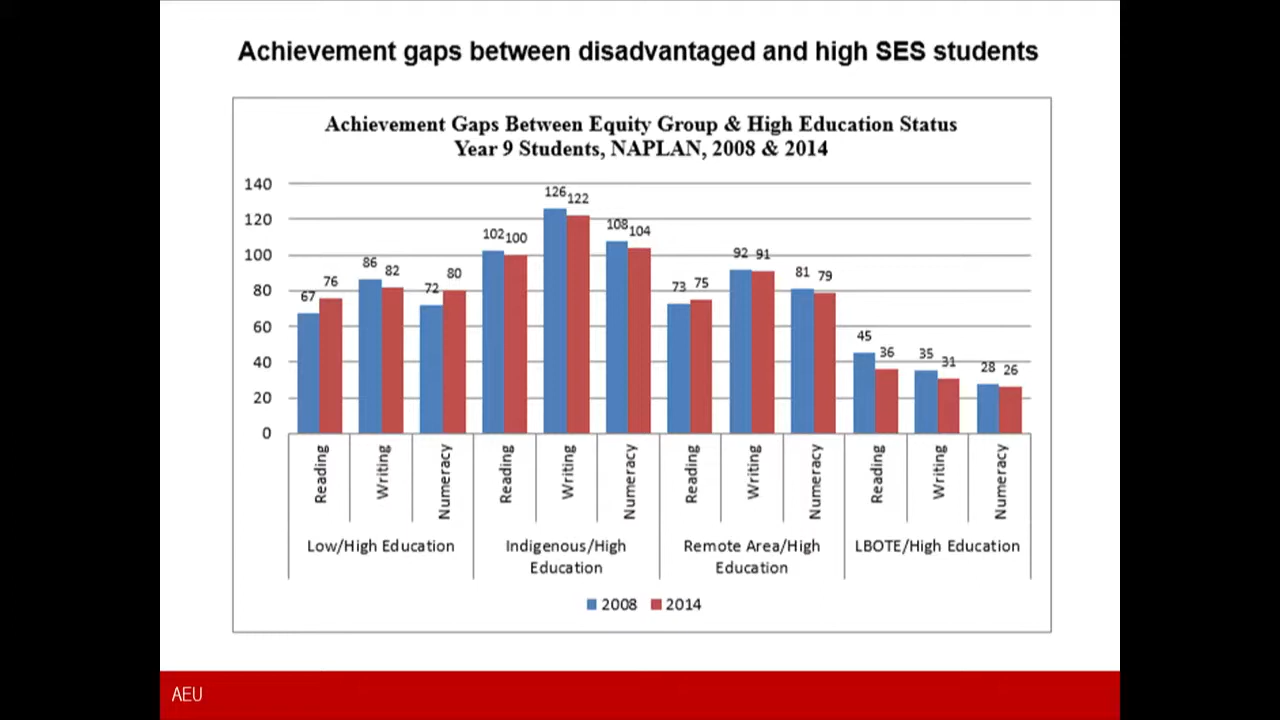 Achievement gaps between disadvantaged and high SES students
Achievement Gaps Between Equity Group & High Education Status
Year 9 Students, NAPLAN, 2008 & 2014
140
120
100
80
60
40
20
0
67 76 86 82 72 80 102 100 126 122 108 104 73 75 92 91 81 79 45 36 35 31 28 26
Reading Writing Numeracy Reading Writing Numeracy Reading Writing Numeracy Reading Writing Numeracy
Low/High Education
Indigenous/High
Education
Remote Area/High
Education
LBOTE/High Education
2008 2014
AEU